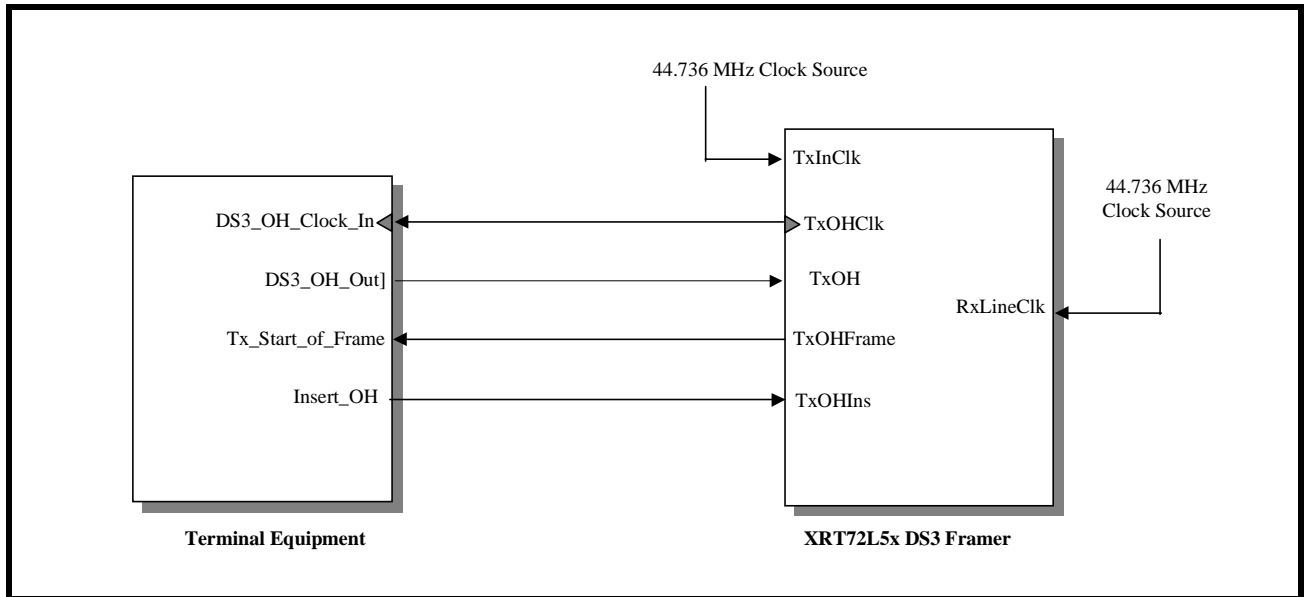 44.736 MHz Clock Source
TxInClk
44.736 MHz
Clock Source
DS3_OH_Clock_In
TxOHClk
DS3_OH_Out]
TxOH
RxLineClk
Tx_Start_of_Frame
TxOHFrame
Insert_OH
TxOHIns
Terminal Equipment
XRT72L5x DS3 Framer